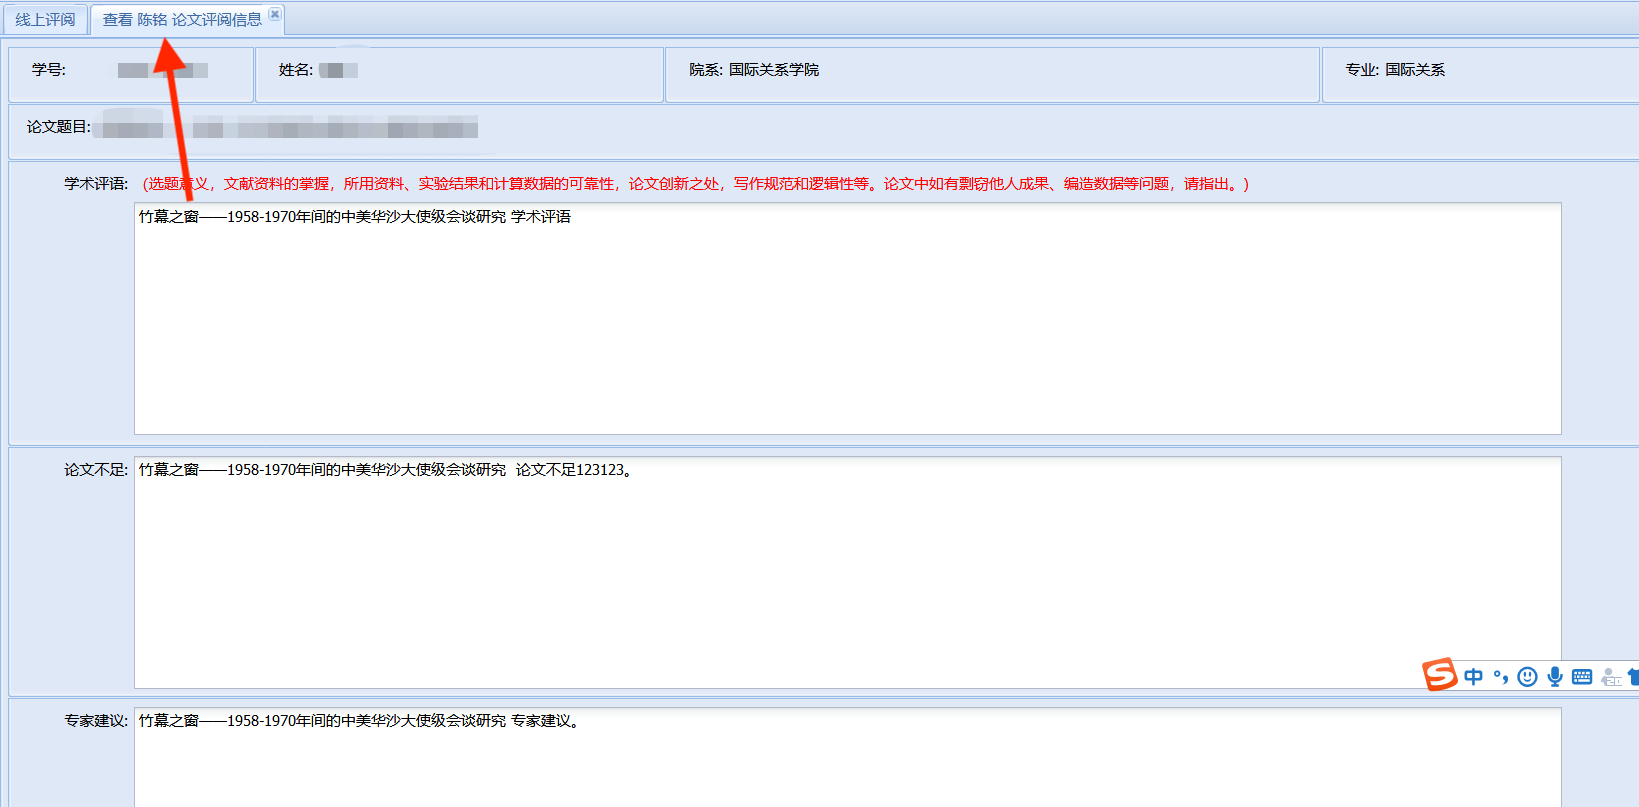 线上评阅 查看 陈铭 论文评阅信息
学号: 姓名: 院系: 国际关系学院 专业: 国际关系
论文题目:
学术评语: (选题意义，文献资料的掌握，所用资料、实验结果和计算数据的可靠性，论文创新之处，写作规范和逻辑性等。论文中如有剽窃他人成果、编造数据等问题，请指出。)
竹幕之窗——1958-1970年间的中美华沙大使级会谈研究 学术评语
论文不足: 竹幕之窗——1958-1970年间的中美华沙大使级会谈研究 论文不足123123。
专家建议: 竹幕之窗——1958-1970年间的中美华沙大使级会谈研究 专家建议。
中